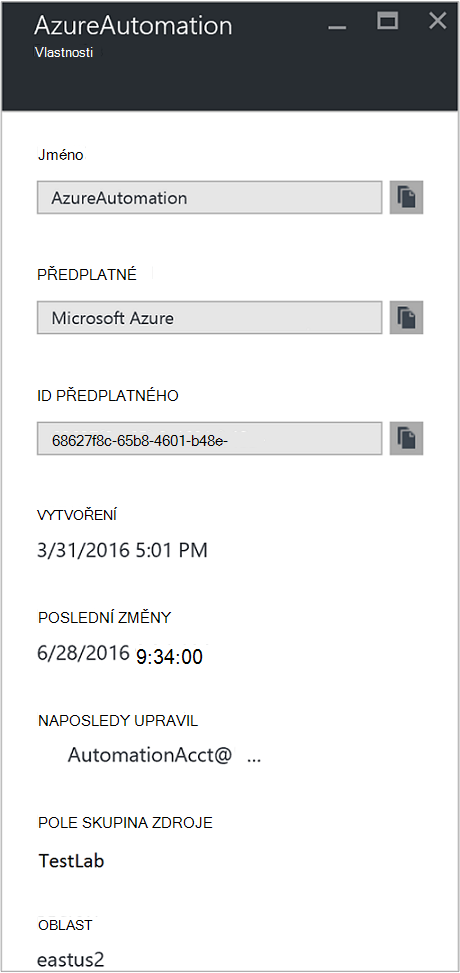 AzureAutomation
Vlastnosti
Jméno
AzureAutomation
PŘEDPLATNÉ
Microsoft Azure
ID PŘEDPLATNÉHO
68627f8c-65b8-4601-b48e-
VYTVOŘENÍ
3/31/2016 5:01 PM
POSLEDNÍ ZMĚNY
6/28/2016 9:34:00
NAPOSLEDY UPRAVIL
AutomationAcct@ ...
POLE SKUPINA ZDROJE
TestLab
OBLAST
eastus2